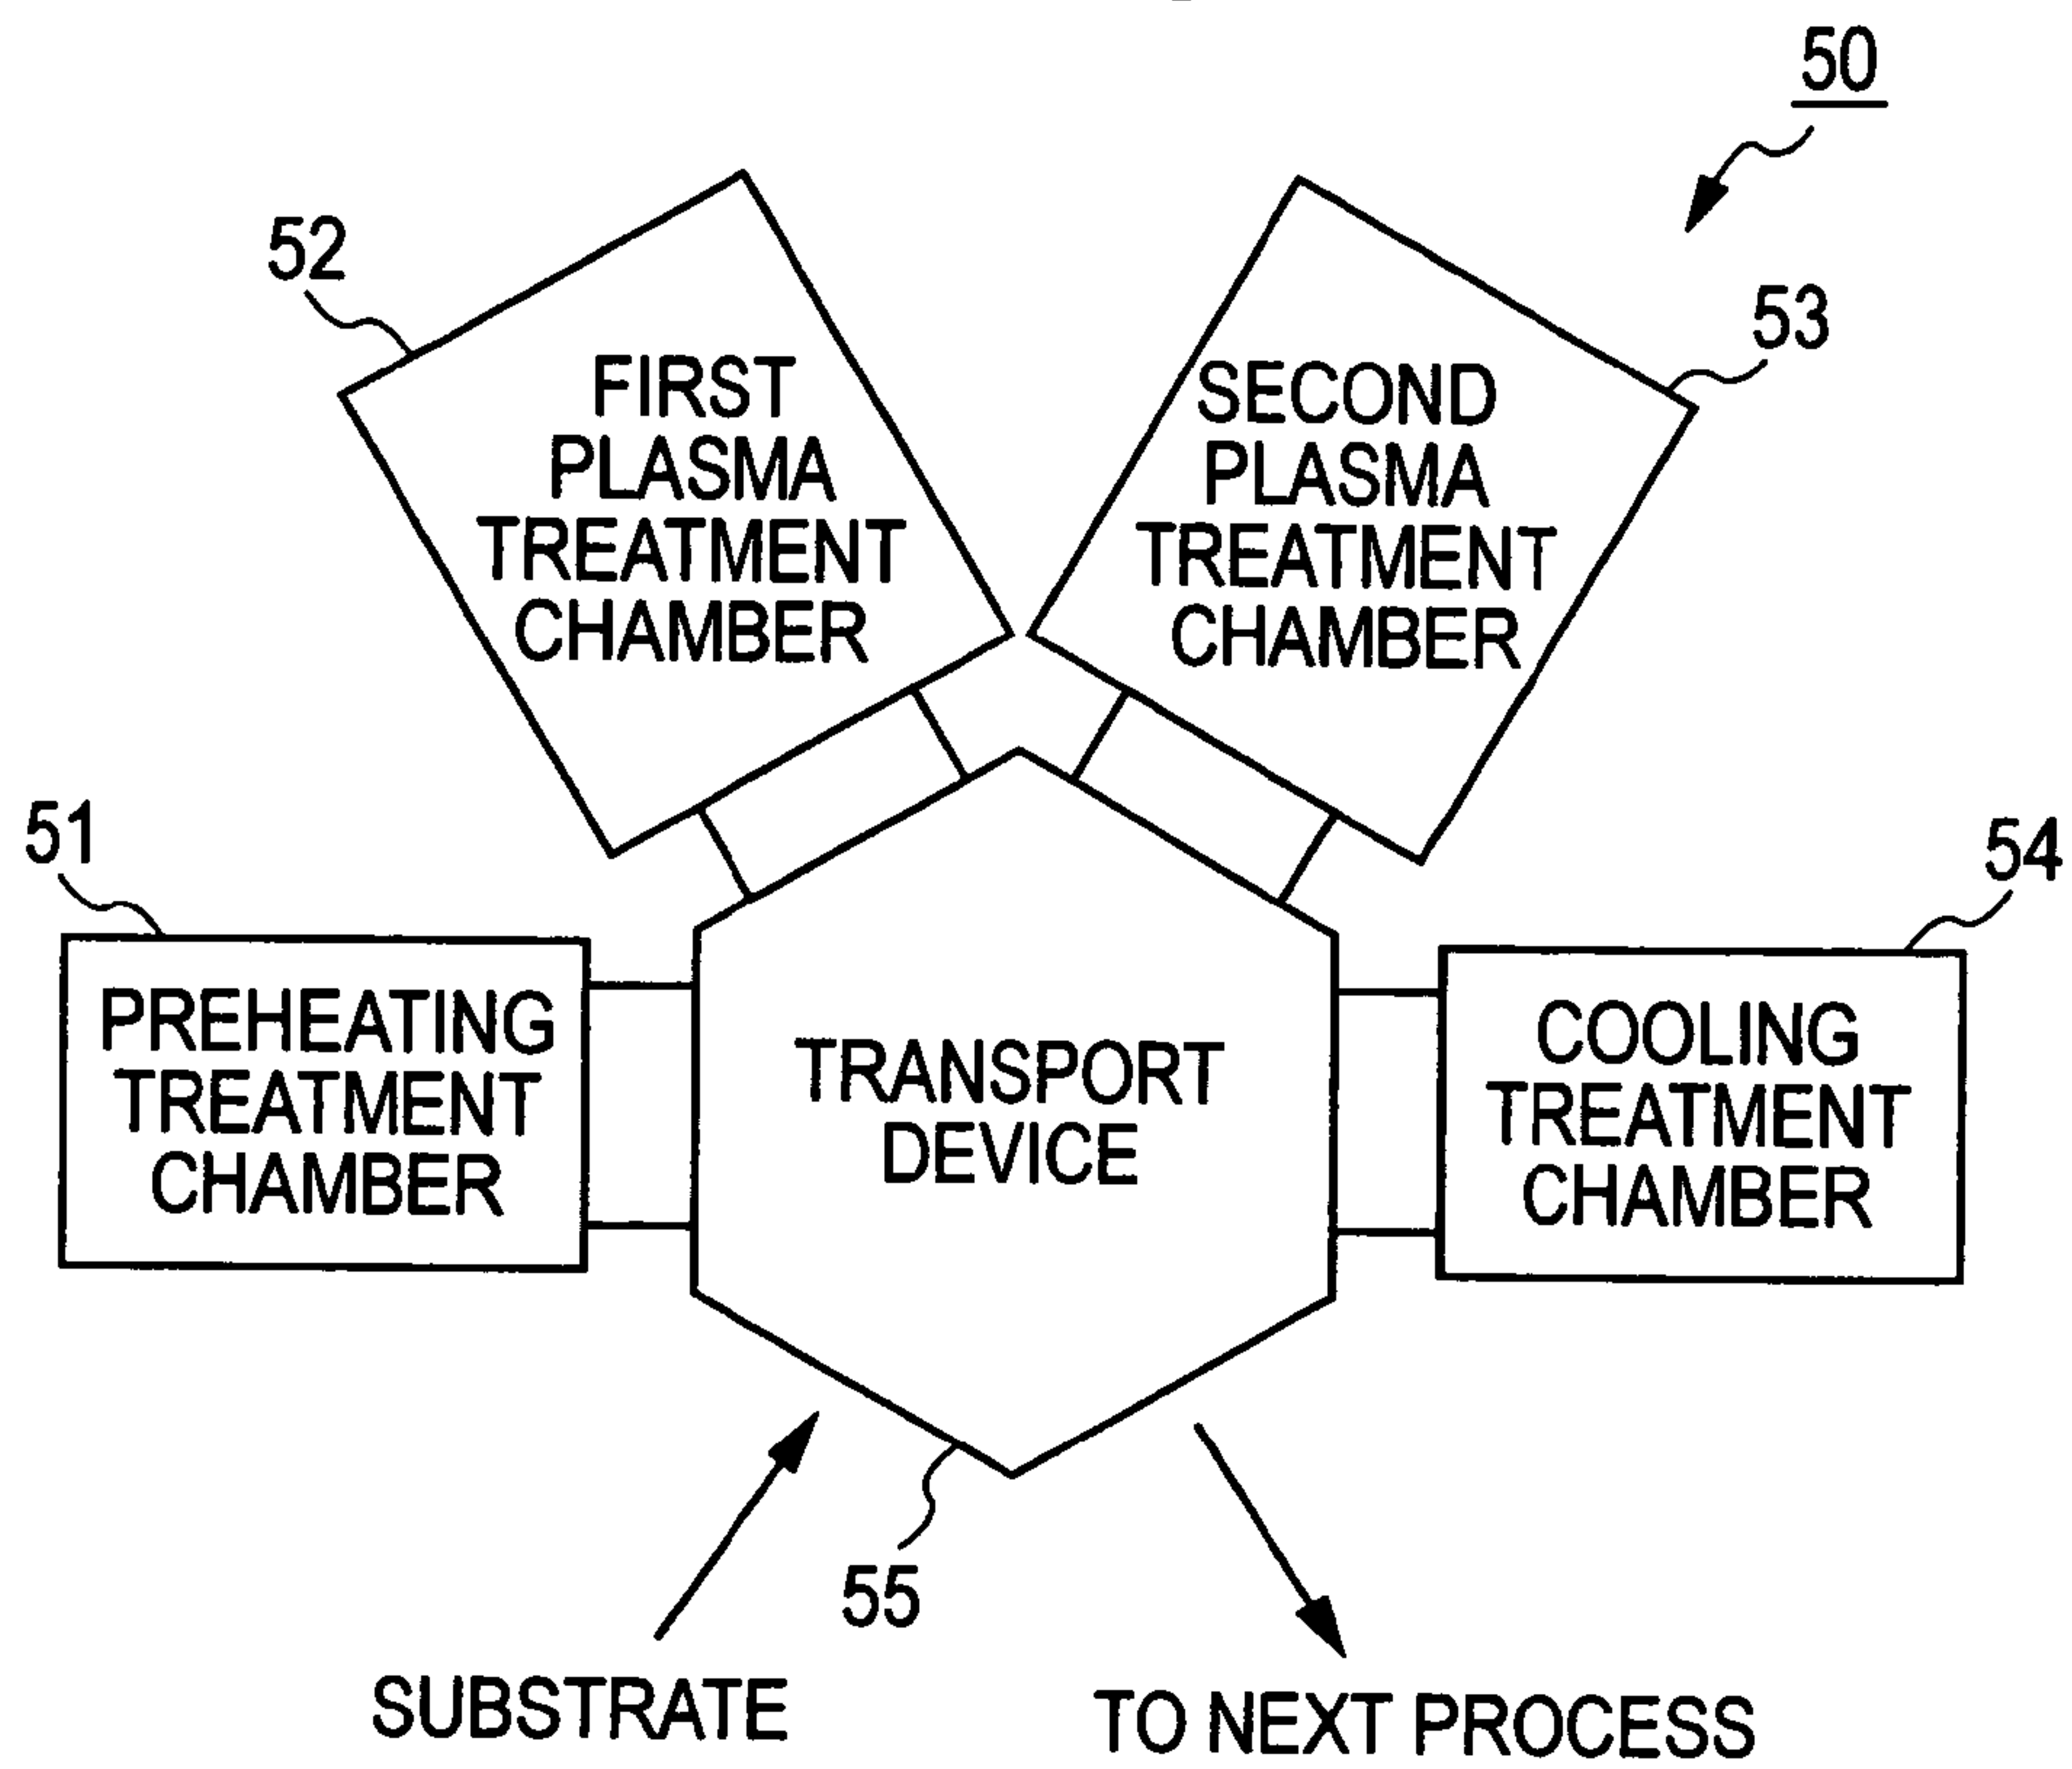 50
52
53
FIRST
PLASMA
TREATMENT
CHAMBER
SECOND
PLASMA
TREATMENT
CHAMBER
51
54
PREHEATING
TREATMENT
CHAMBER
TRANSPORT
DEVICE
COOLING
TREATMENT
CHAMBER
55
SUBSTRATE
TO NEXT PROCESS